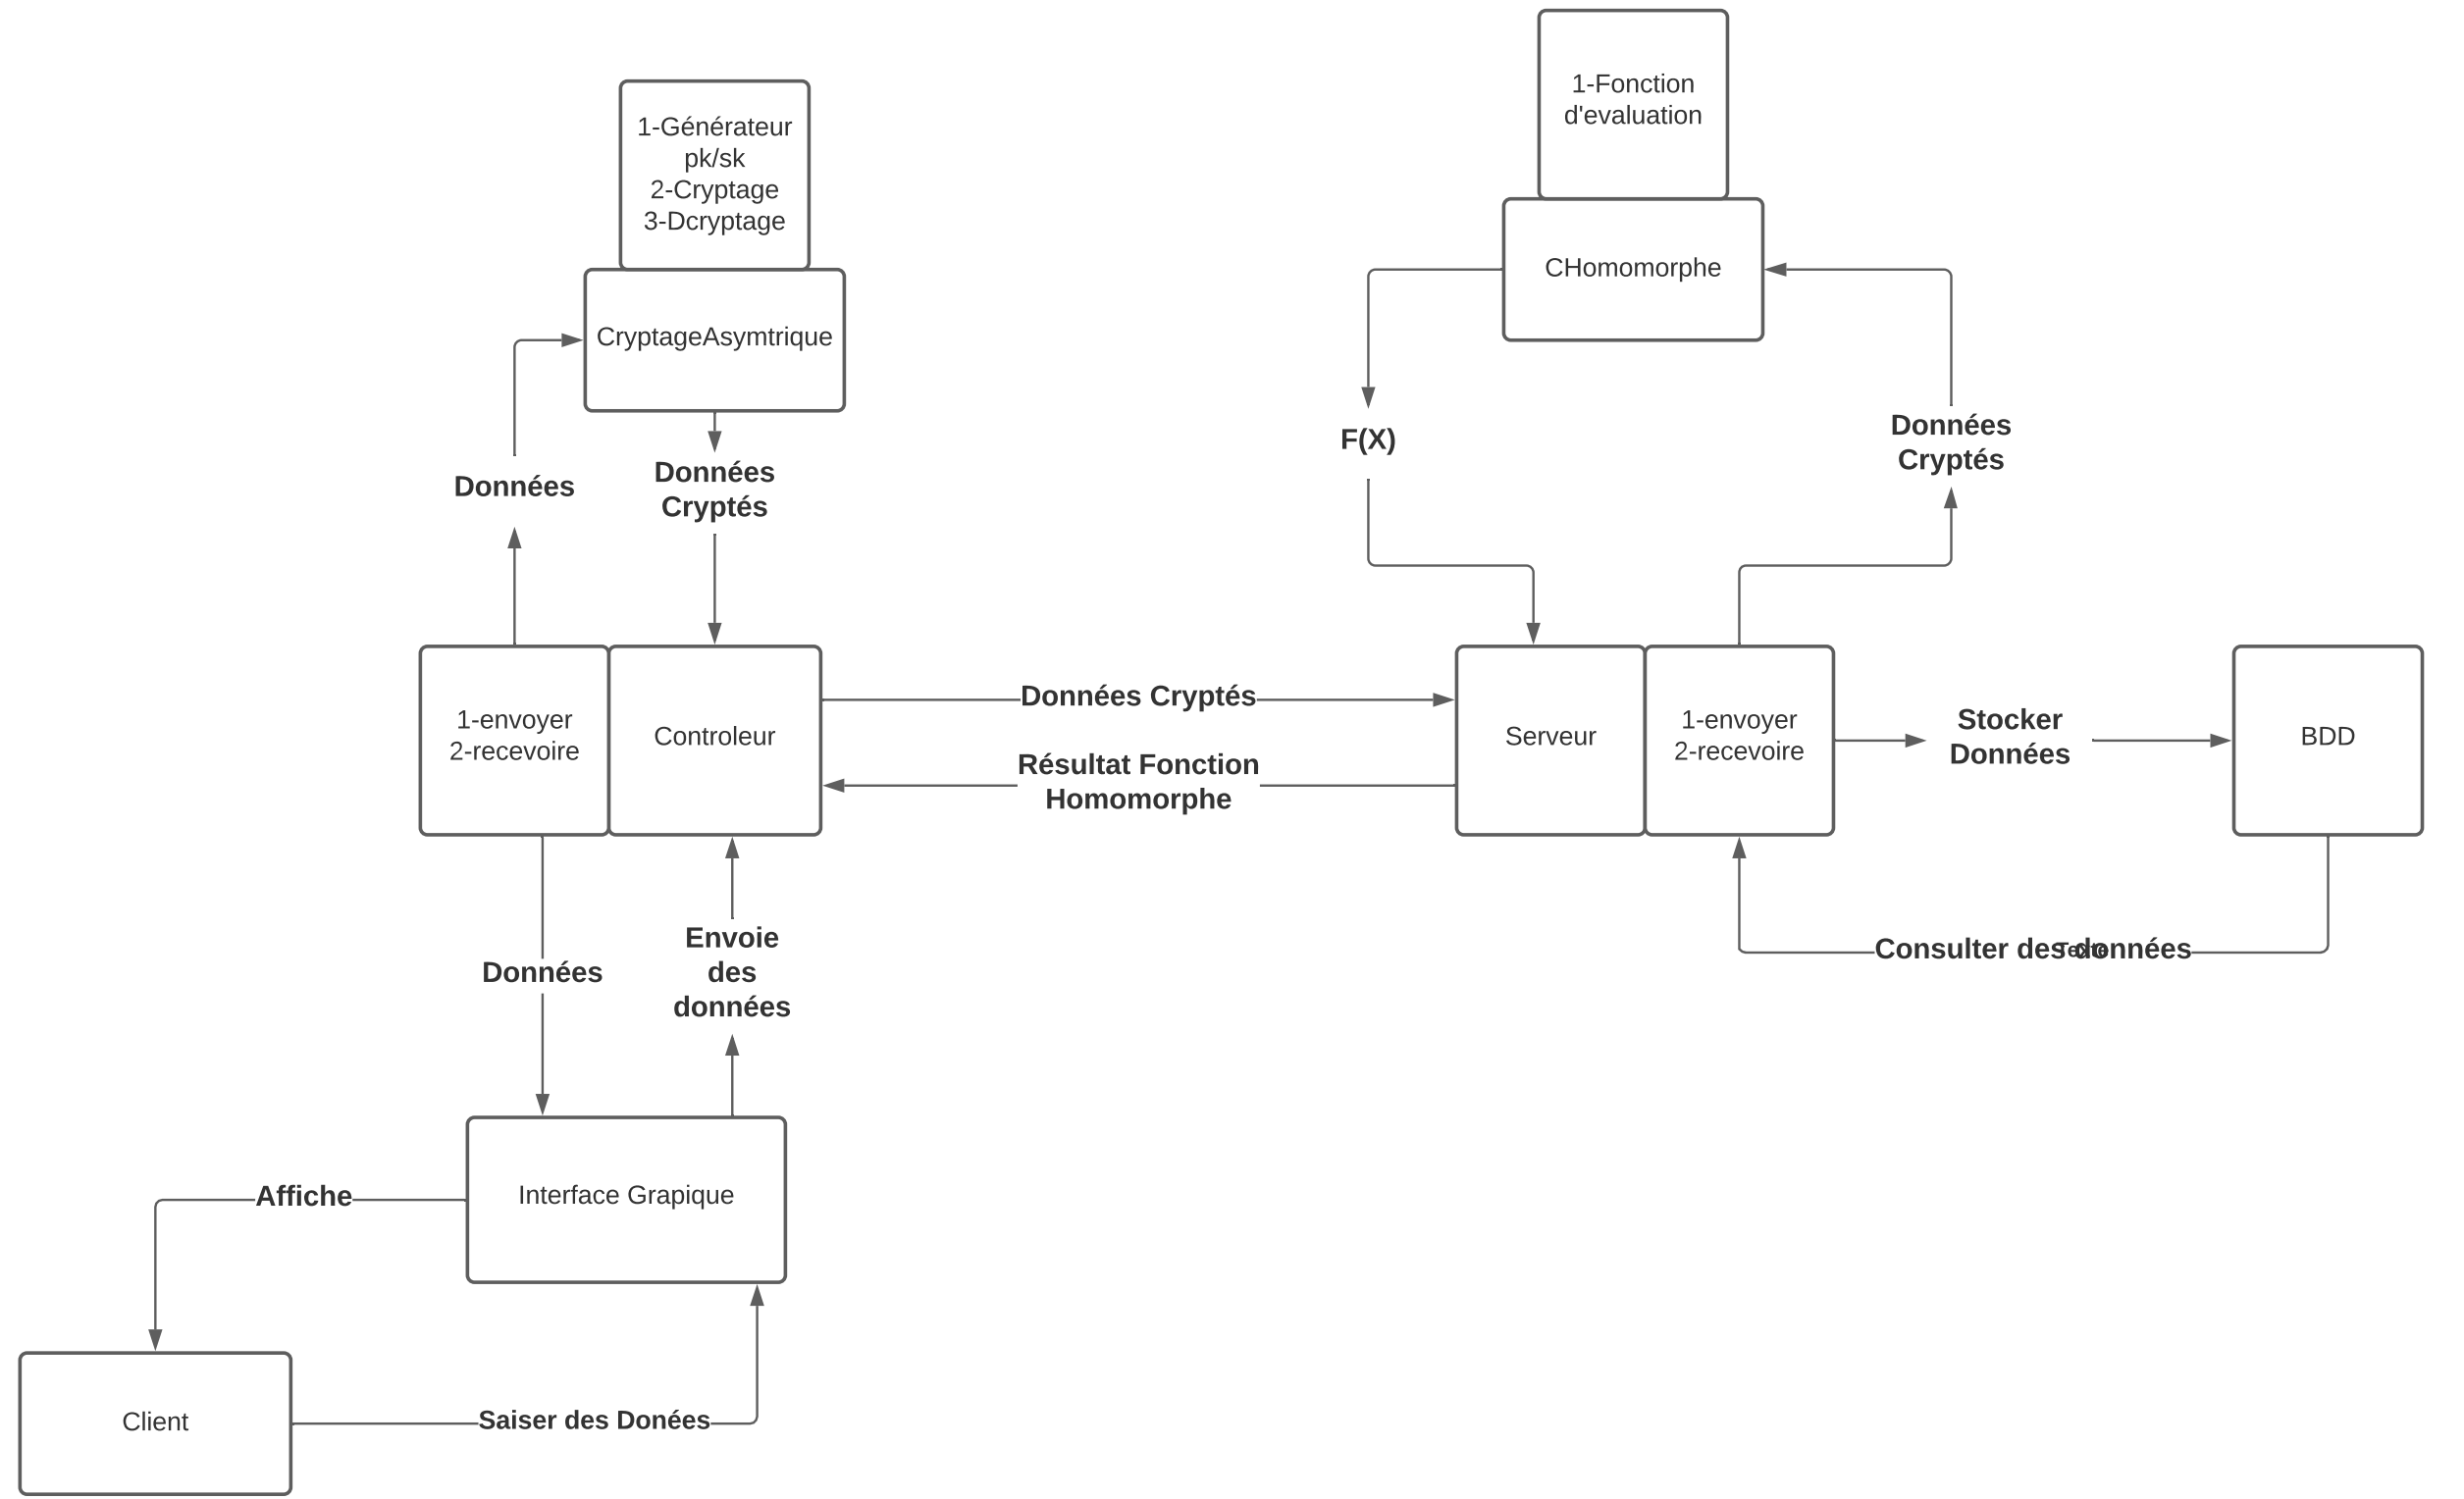 1-Fonction
d'evaluation
1-Générateur
pk/sk
2-Cryptage
3-Dcryptage
CHomomorphe
CryptageAsymtrique
F(X)
Données
Cryptés
Données
Données
Cryptés
1-envoyer
2-recevoire
Controleur
Données Cryptés
Résultat Fonction
Homomorphe
Serveur
1-envoyer
2-recevoire
Stocker
Données
BDD
Envoie
des
données
Données
Consulter des données
Texte
Affiche
Interface Grapique
Client
Saiser des Donées